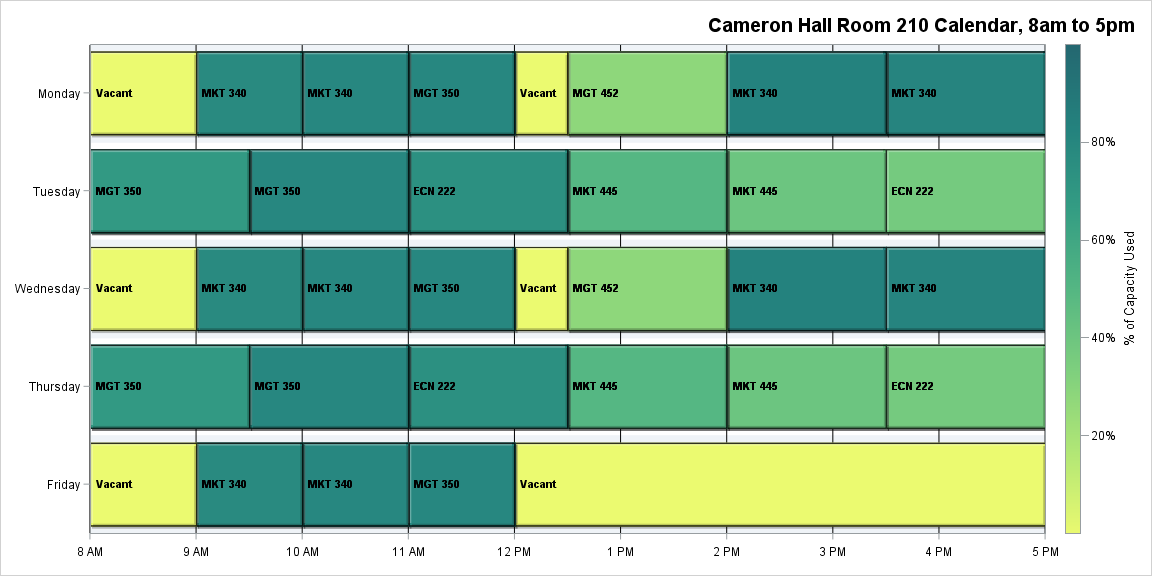 Cameron Hall Room 210 Calendar, 8am to 5pm
Monday Vacant MKT 340 MKT 340 MGT 350 Vacant MGT 452 MKT 340 MKT 340
80%
Tuesday MGT 350 MGT 350 ECN 222 MKT 445 MKT 445 ECN 222
60%
Wednesday Vacant MKT 340 MKT 340 MGT 350 Vacant MGT 452 MKT 340 MKT 340
% of Capacity Used
40%
Thursday MGT 350 MGT 350 ECN 222 MKT 445 MKT 445 ECN 222
20%
Friday Vacant MKT 340 MKT 340 MGT 350 Vacant
8 AM 9 AM 10 AM 11 AM 12 PM 1 PM 2 PM 3 PM 4 PM 5 PM